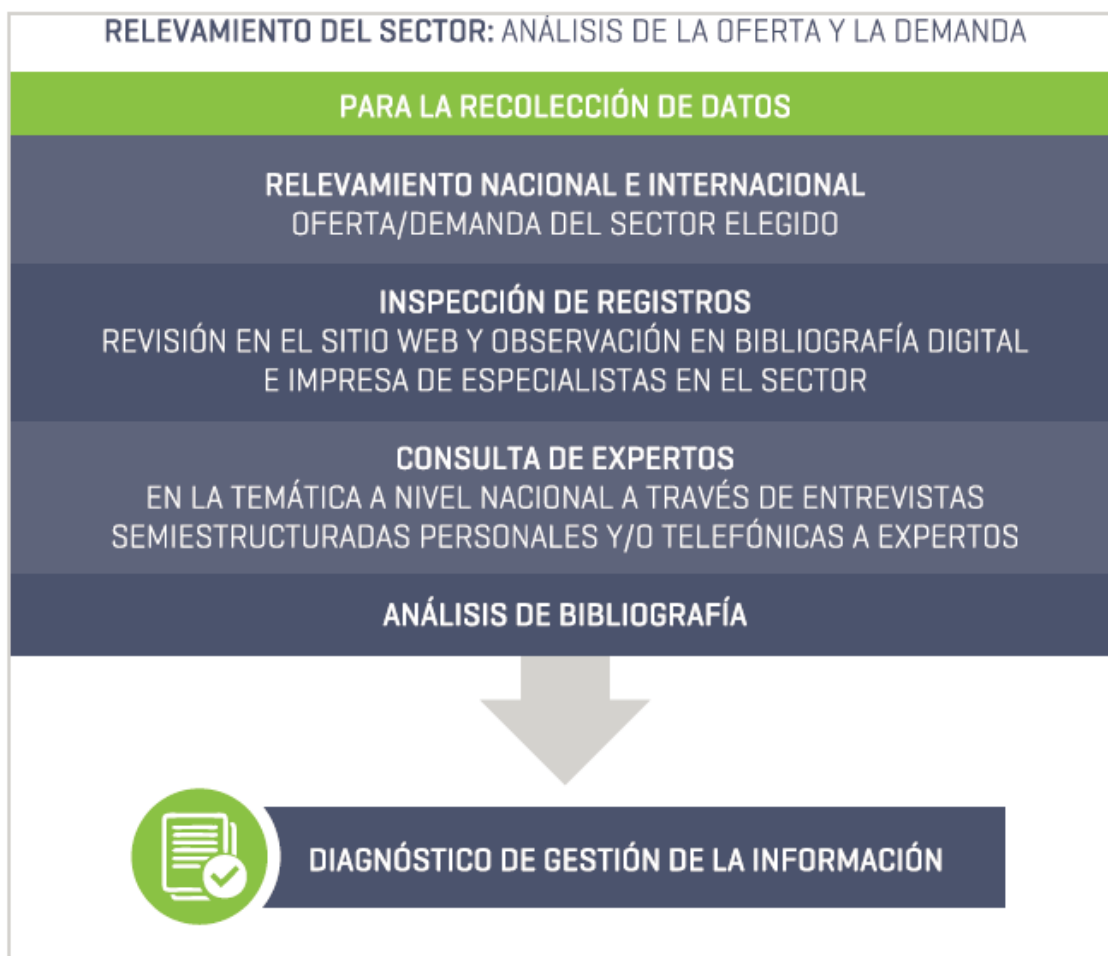 RELEVAMIENTO DEL SECTOR: ANÁLISIS DE LA OFERTA Y LA DEMANDA
PARA LA RECOLECCIÓN DE DATOS
RELEVAMIENTO NACIONAL E INTERNACIONAL
OFERTA/DEMANDA DEL SECTOR ELEGIDO
INSPECCIÓN DE REGISTROS
REVISIÓN EN EL SITIO WEB Y OBSERVACIÓN EN BIBLIOGRAFÍA DIGITAL
E IMPRESA DE ESPECIALISTAS EN EL SECTOR
CONSULTA DE EXPERTOS
EN LA TEMÁTICA A NIVEL NACIONAL A TRAVÉS DE ENTREVISTAS
SEMIESTRUCTURADAS PERSONALES Y/O TELEFÓNICAS A EXPERTOS
ANÁLISIS DE BIBLIOGRAFÍA
DIAGNÓSTICO DE GESTIÓN DE LA INFORMACIÓN